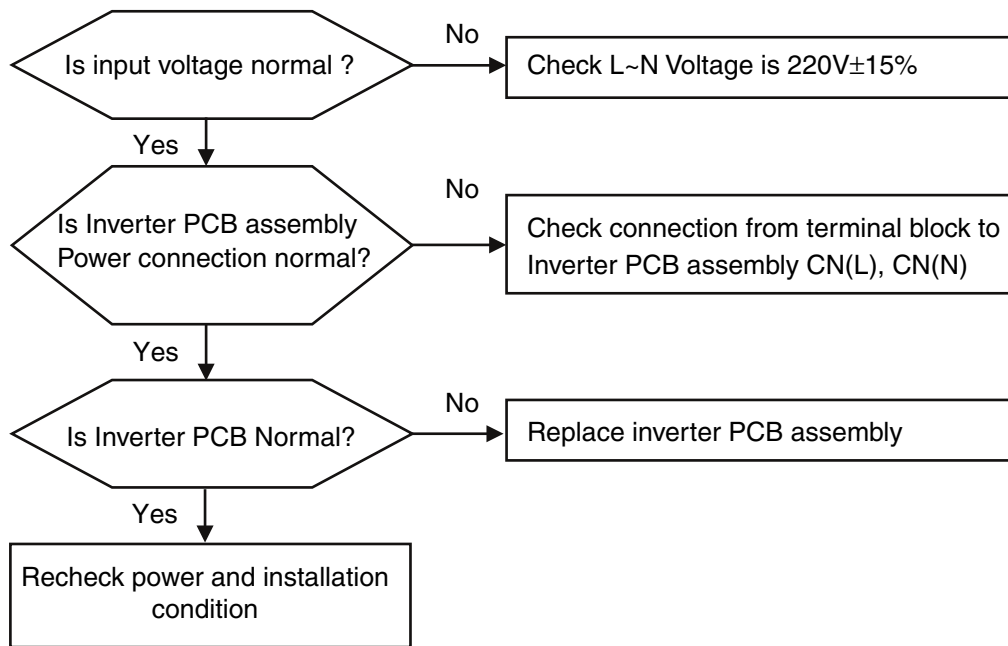 Is input voltage normal ?
No
Check L~N Voltage is 220V±15%
Yes
Is Inverter PCB assembly
Power connection normal?
No
Check connection from terminal block to
Inverter PCB assembly CN(L), CN(N)
Yes
Is Inverter PCB Normal?
No
Replace inverter PCB assembly
Yes
Recheck power and installation
condition